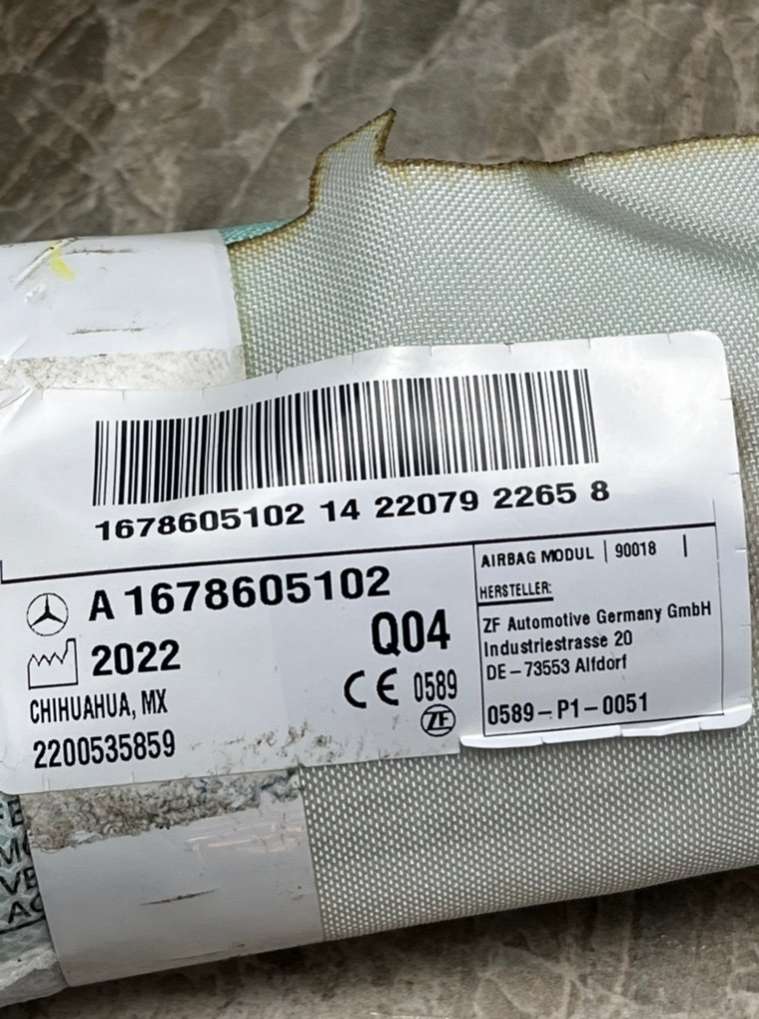 1678605102 14 22079 2265 8
A 1678605102
Q04
2022
CHIHUAHUA, MX
2200535859
CE 0589
ZF
AIRBAG MODUL | 90018 |
HERSTELLER:
ZF Automotive Germany GmbH
Industriestrasse 20
DE-73553 Alfdorf
0589-P1-0051